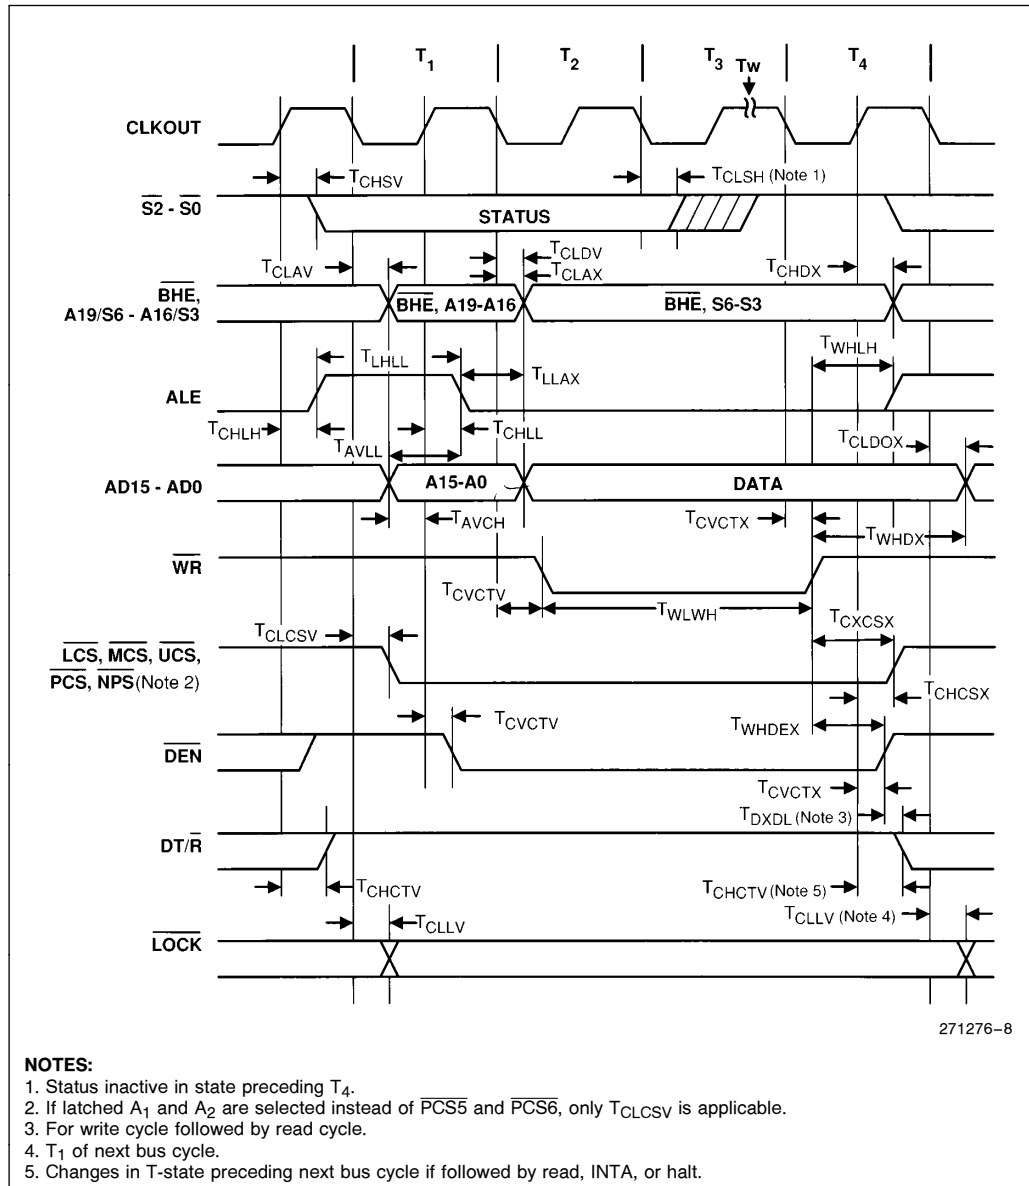 T1 T2 T3 Tw T4
CLKOUT
TCHSV TCLSH (Note 1)
S2 - S0
STATUS
TCLDV
TCLAV TCLAX TCHDX
BHE,
A19/S6 - A16/S3
BHE, A19-A16 BHE, S6-S3
TLHLL TWHLH
TLLAX
ALE
TCHLH TCHLL
TAVLL TCLDOX
AD15 - AD0 A15-A0 DATA
TAVCH TCVCTX
TWHDX
WR
TCVCTV TWLWH
TCXCSX
TCLCSV
LCS, MCS, UCS,
PCS, NPS (Note 2)
TCHCSX
TCVCTV TWHDEX
DEN
TCVCTX
TDXDL (Note 3)
DT/R
TCHCTV TCHCTV (Note 5)
TCLLV TCLLV (Note 4)
LOCK
271276–8
NOTES:
1. Status inactive in state preceding T4.
2. If latched A1 and A2 are selected instead of PCS5 and PCS6, only TCLCSV is applicable.
3. For write cycle followed by read cycle.
4. T1 of next bus cycle.
5. Changes in T-state preceding next bus cycle if followed by read, INTA, or halt.